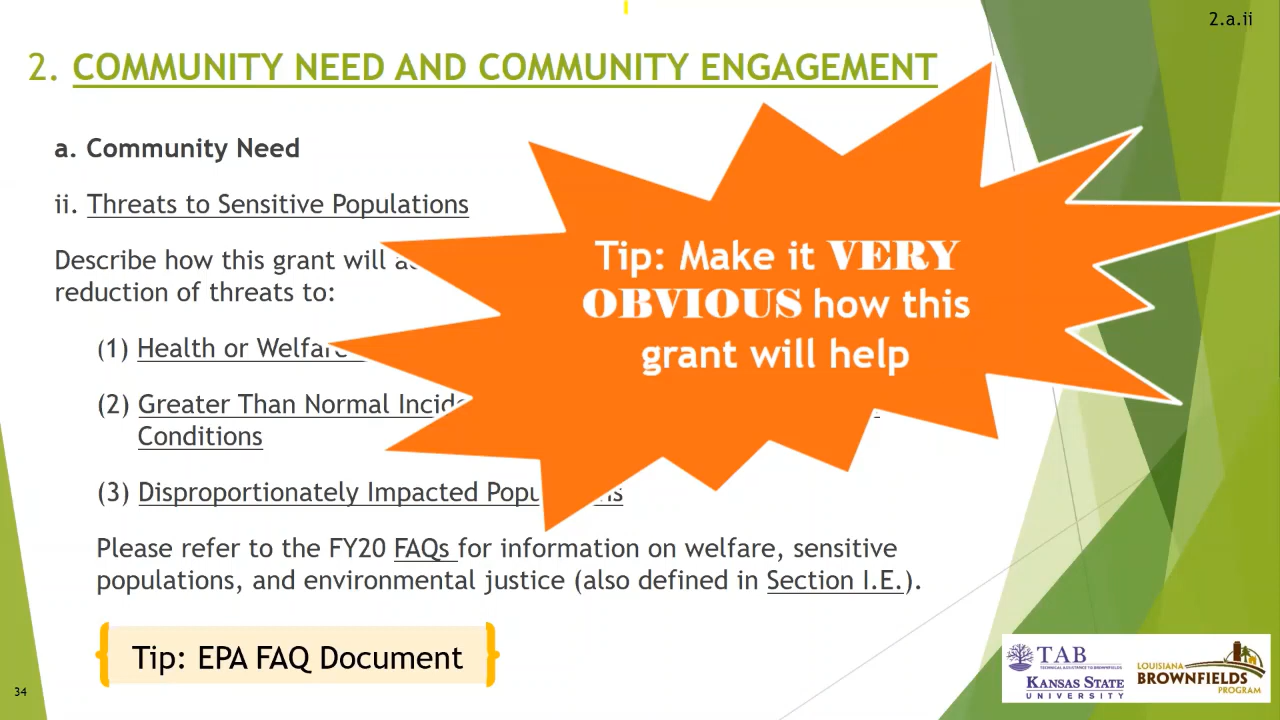 2.a.ii
2. COMMUNITY NEED AND COMMUNITY ENGAGEMENT
a. Community Need
ii. Threats to Sensitive Populations
Describe how this grant will
reduction of threats to:
(1) Health or Welfare
(2) Greater Than Normal
Conditions
(3) Disproportionately Impacted
Please refer to the FY20 FAQs for information on welfare, sensitive
populations, and environmental justice (also defined in Section I.E.).
Tip: Make it VERY
OBVIOUS how this
grant will help
Tip: EPA FAQ Document
34
TAB
TECHNICAL ASSISTANCE TO BROWNFIELDS
KANSAS STATE
UNIVERSITY
LOUISIANA
BROWNFIELDS
PROGRAM